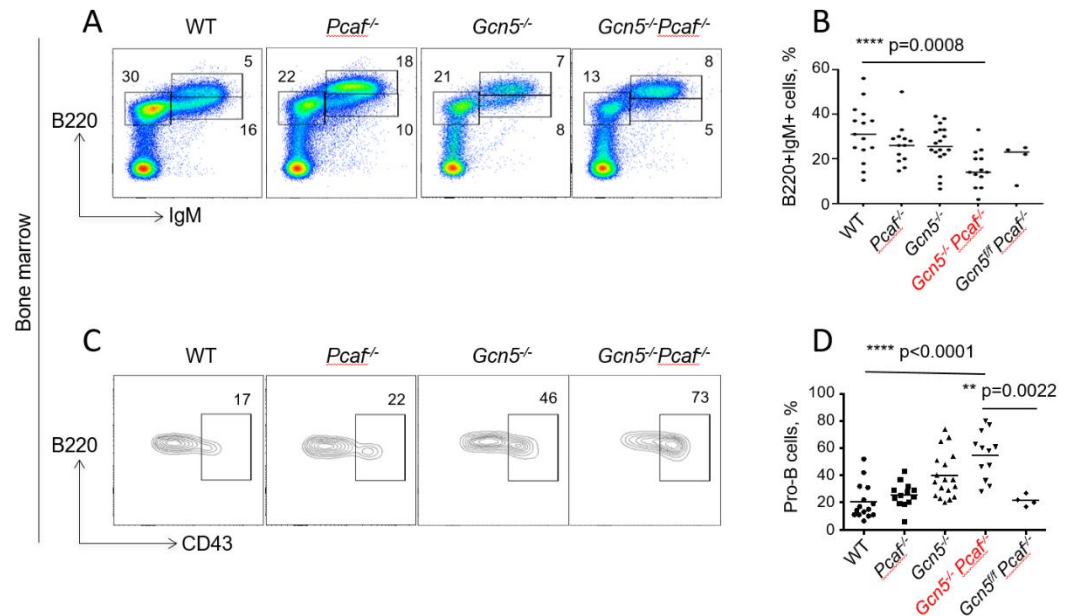 A
WT
Pcaf-/-
Gcn5-/-
Gcn5-/-Pcaf-/-
30
5
16
22
18
10
21
7
8
13
8
5
B220
IgM
B
**** p=0.0008
B220+IgM+ cells, %
60
40
20
0
WT
Pcaf-/-
Gcn5-/-
Gcn5-/- Pcaf-/-
Gcn5f/f Pcaf-/-
Bone marrow
C
WT
Pcaf-/-
Gcn5-/-
Gcn5-/-Pcaf-/-
17
22
46
73
B220
CD43
D
**** p<0.0001
** p=0.0022
Pro-B cells, %
100
80
60
40
20
0
WT
Pcaf-/-
Gcn5-/-
Gcn5-/- Pcaf-/-
Gcn5f/f Pcaf-/-